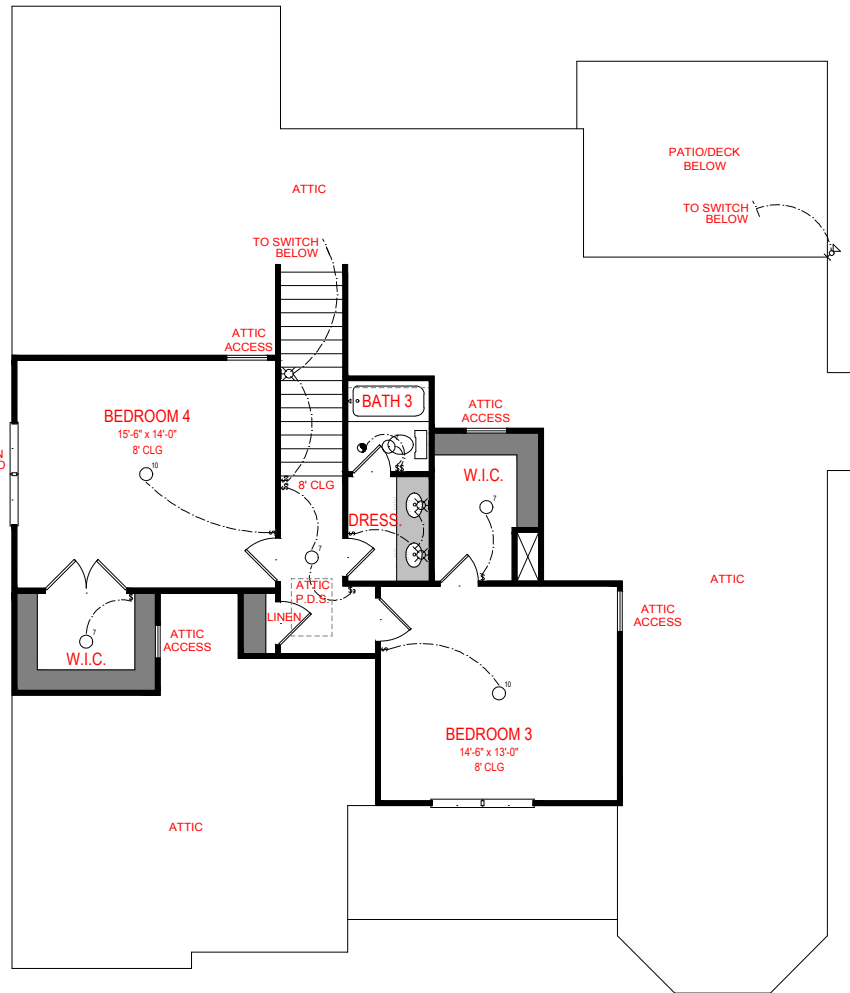 PATIO/DECK
BELOW
ATTIC
TO SWITCH
BELOW
TO SWITCH
BELOW
ATTIC
ACCESS
BATH 3
BEDROOM 4
15'-6" x 14'-0"
8' CLG
10
ATTIC
ACCESS
W.I.C.
7
8' CLG
DRESS.
7
ATTIC
P.D.S.
LINEN
ATTIC
ATTIC
ACCESS
7
W.I.C.
ATTIC
ACCESS
10
BEDROOM 3
14'-6" x 13'-0"
8' CLG
ATTIC